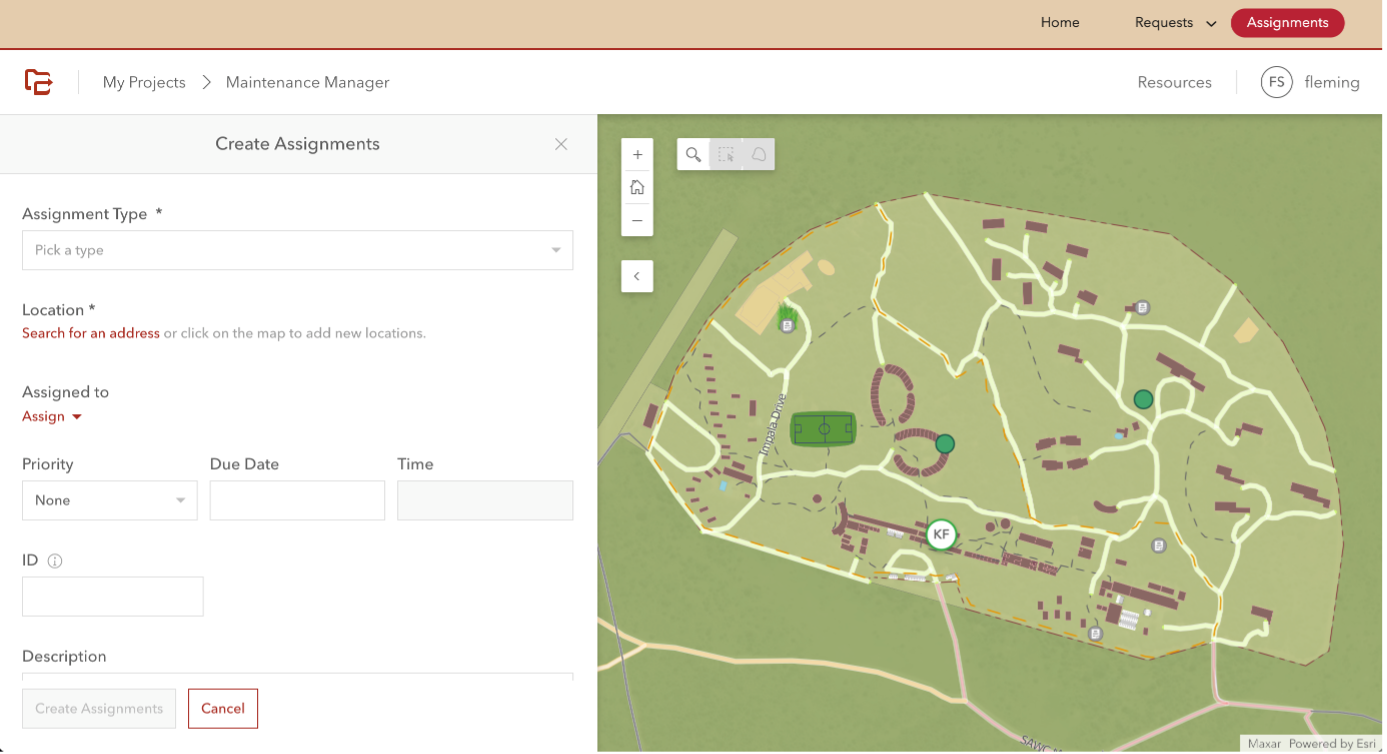 Home
Requests
Assignments
My Projects
Maintenance Manager
Resources
FS
fleming
Create Assignments
Assignment Type *
Pick a type
Location *
Search for an address or click on the map to add new locations.
Assigned to
Assign
Priority
Due Date
Time
None
ID
Description
Create Assignments
Cancel
Impala Drive
KF
Maxar Powered by Esri